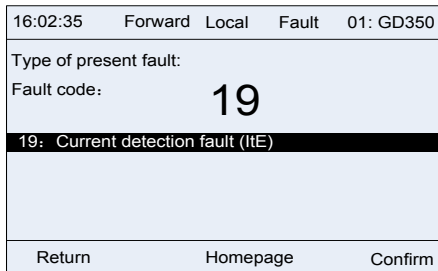 16:02:35 Forward Local Fault 01: GD350
Type of present fault:
Fault code：
19
19：Current detection fault (ItE)
Return Homepage Confirm